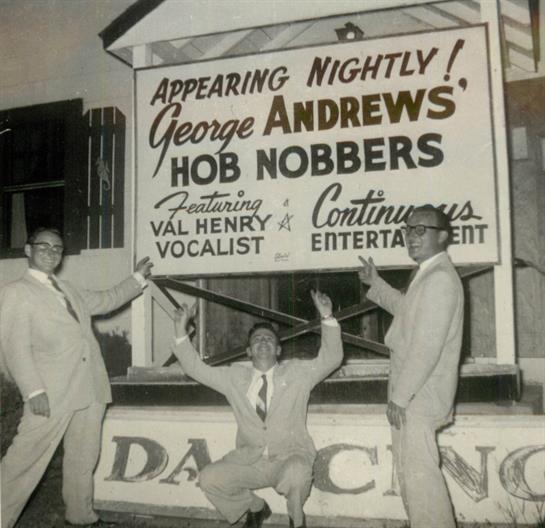 APPEARING NIGHTLY!
George ANDREWS'
HOB NOBBERS
Featuring
VAL HENRY
VOCALIST
Continuous
ENTERTAINMENT
DANCING